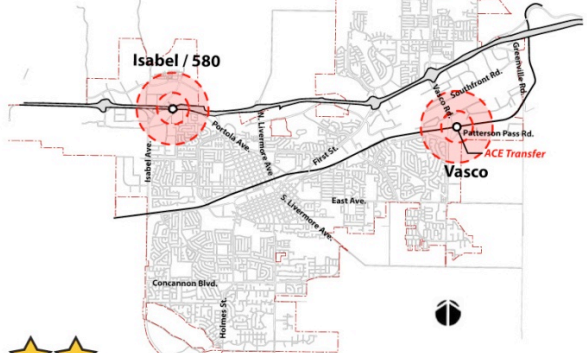 Isabel / 580
Greenville Rd.
Southfront Rd.
Vasco Rd.
N. Livermore Ave
Portola Ave.
First St.
Patterson Pass Rd.
ACE Transfer
Isabel Ave.
Vasco
East Ave.
S. Livermore Ave.
Concannon Blvd.
Holmes St.